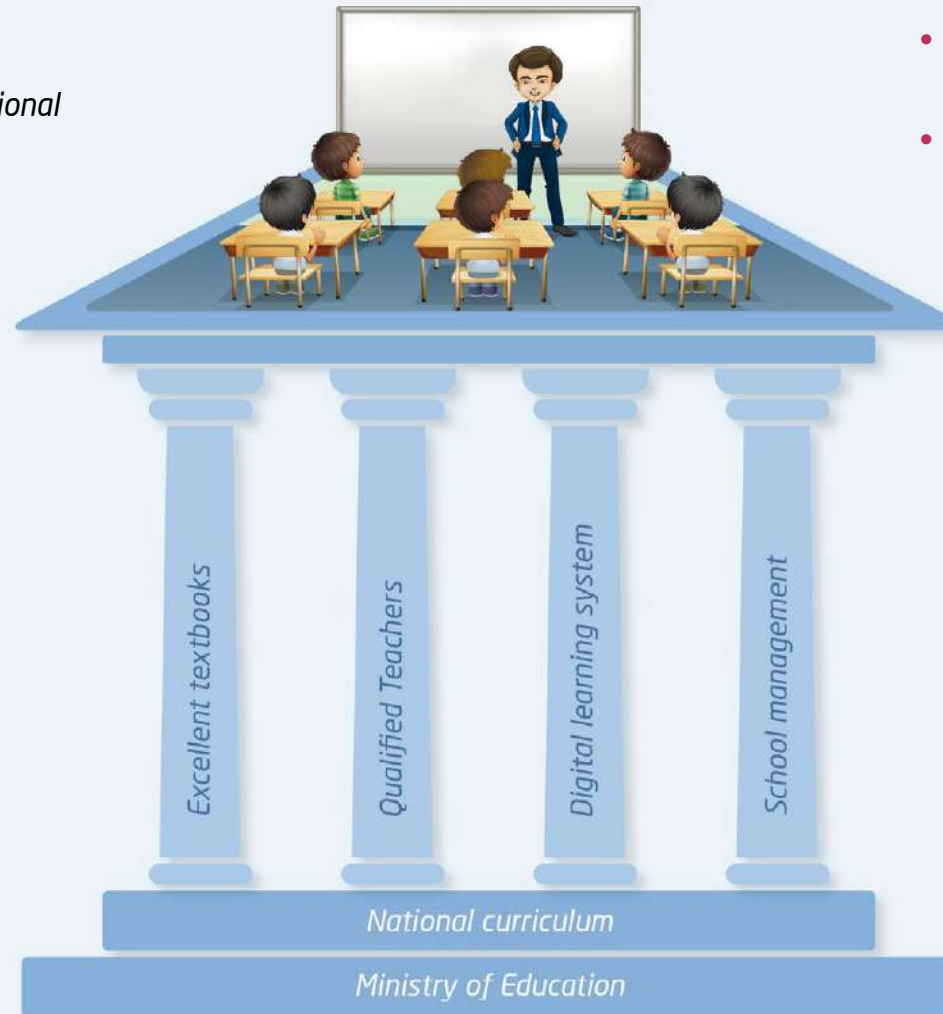 ional
Excellent textbooks
Qualified Teachers
Digital learning system
School management
National curriculum
Ministry of Education